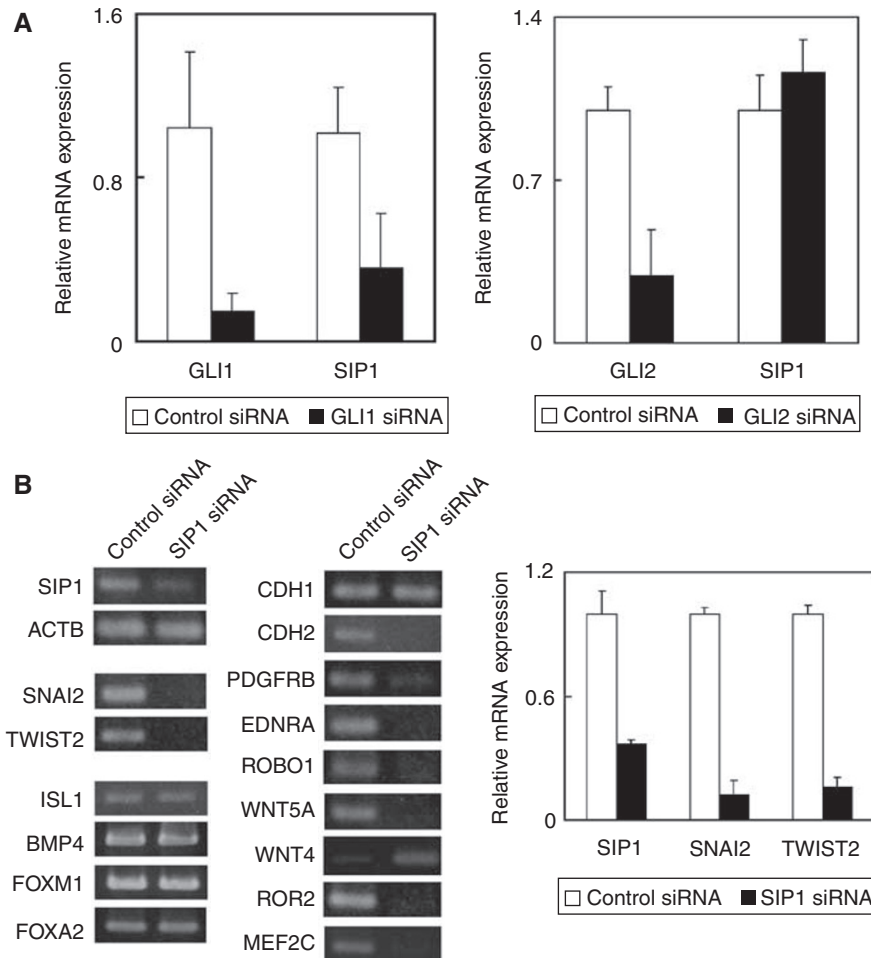 A
1.6
0.8
0
Relative mRNA expression
GLI1 SIP1
Control siRNA GLI1 siRNA
1.4
0.7
0
Relative mRNA expression
GLI2 SIP1
Control siRNA GLI2 siRNA
B
Control siRNA
SIP1 siRNA
SIP1
ACTB
SNAI2
TWIST2
ISL1
BMP4
FOXM1
FOXA2
Control siRNA
SIP1 siRNA
CDH1
CDH2
PDGFRB
EDNRA
ROBO1
WNT5A
WNT4
ROR2
MEF2C
1.2
0.6
0
Relative mRNA expression
SIP1 SNAI2 TWIST2
Control siRNA SIP1 siRNA